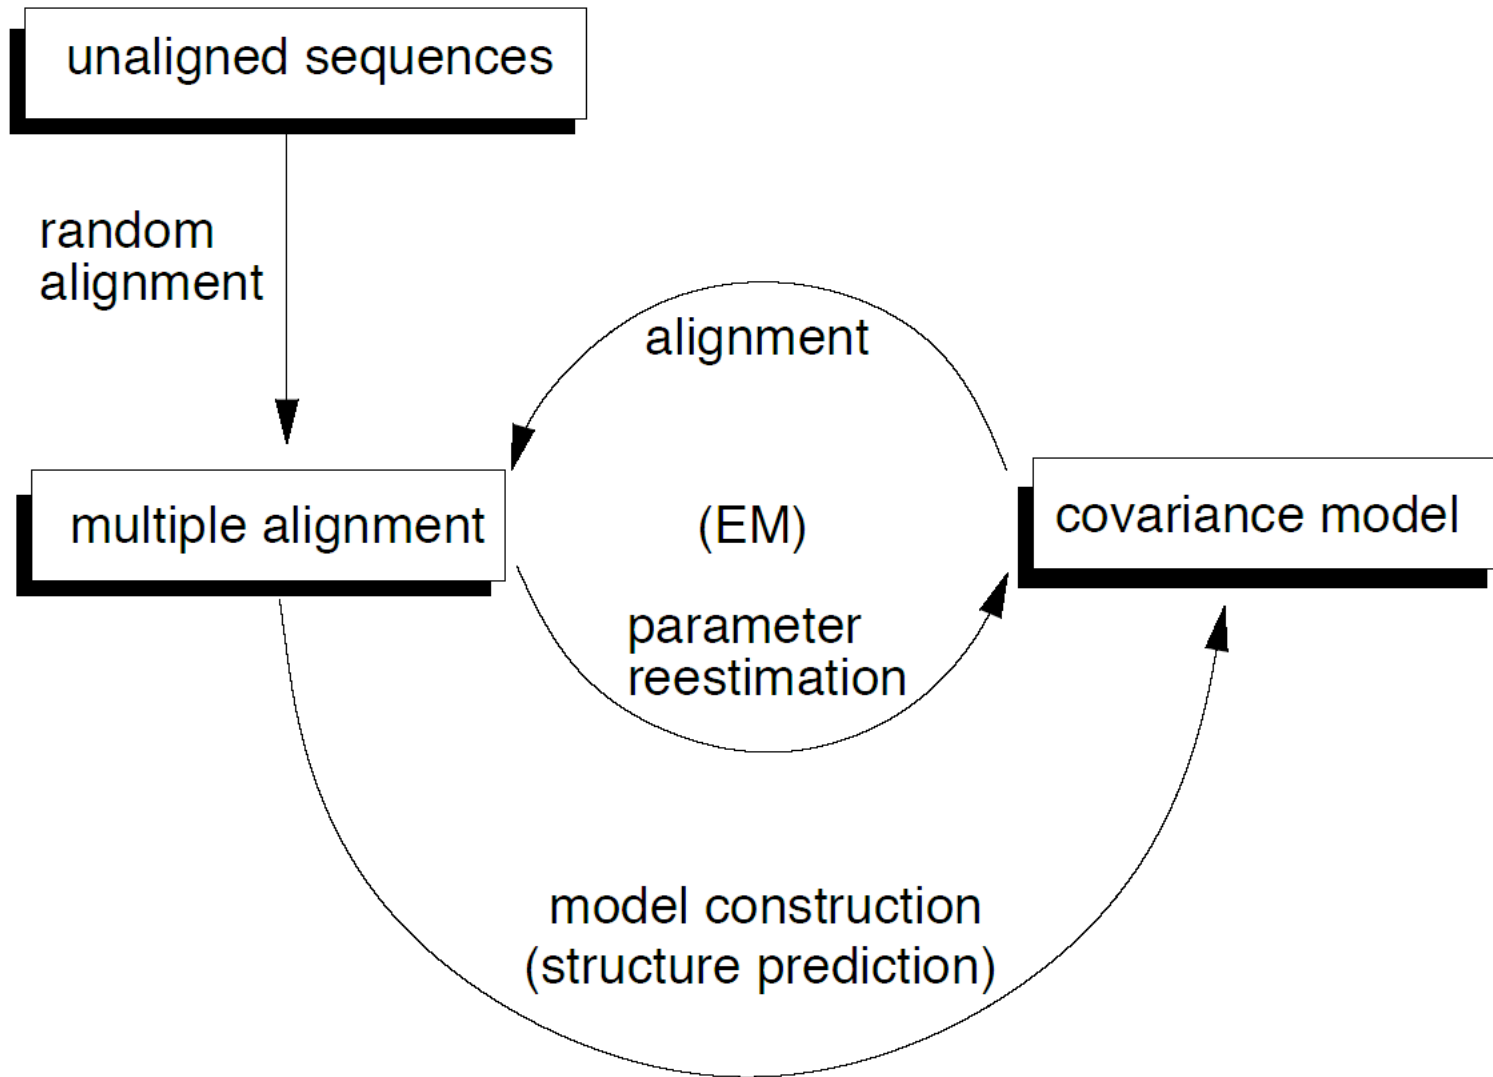 unaligned sequences
random
alignment
alignment
multiple alignment
(EM)
covariance model
parameter
reestimation
model construction
(structure prediction)